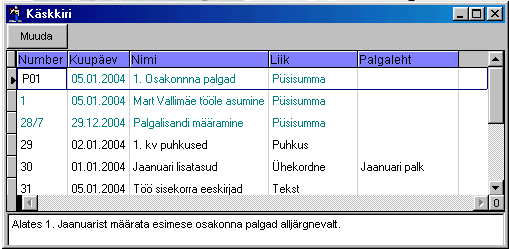 Käskkiri
Muuda
Number Kuupäev Nimi Liik Palgaleht
P01 05.01.2004 1. Osakonnna palgad Püsisumma
1 05.01.2004 Mart Vallimäe tööle asumine Püsisumma
28/7 29.12.2004 Palgalisandi määramine Püsisumma
29 02.01.2004 1. kv puhkused Puhkus
30 01.01.2004 Jaanuari lisatasud Ühekordne Jaanuari palk
31 05.01.2004 Töö sisekorra eeskirjad Tekst
0
Alates 1. Jaanuarist määrata esimese osakonna palgad alljärgnevalt.